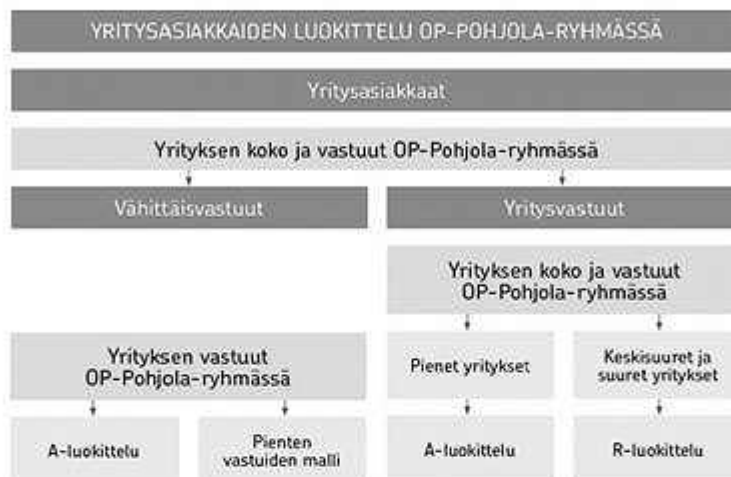 YRITYSASIAKKAIDEN LUOKITTELU OP-POHJOLA-RYHMÄSSÄ
Yritysasiakkaat
Yrityksen koko ja vastuut OP-Pohjola-ryhmässä
Vähittäisvastuut
Yritysvastuut
Yrityksen koko ja vastuut
OP-Pohjola-ryhmässä
Yrityksen vastuut
OP-Pohjola-ryhmässä
Pienet yritykset
Keskisuuret ja
suuret yritykset
A-luokittelu
Pienten
vastuiden malli
A-luokittelu
R-luokittelu